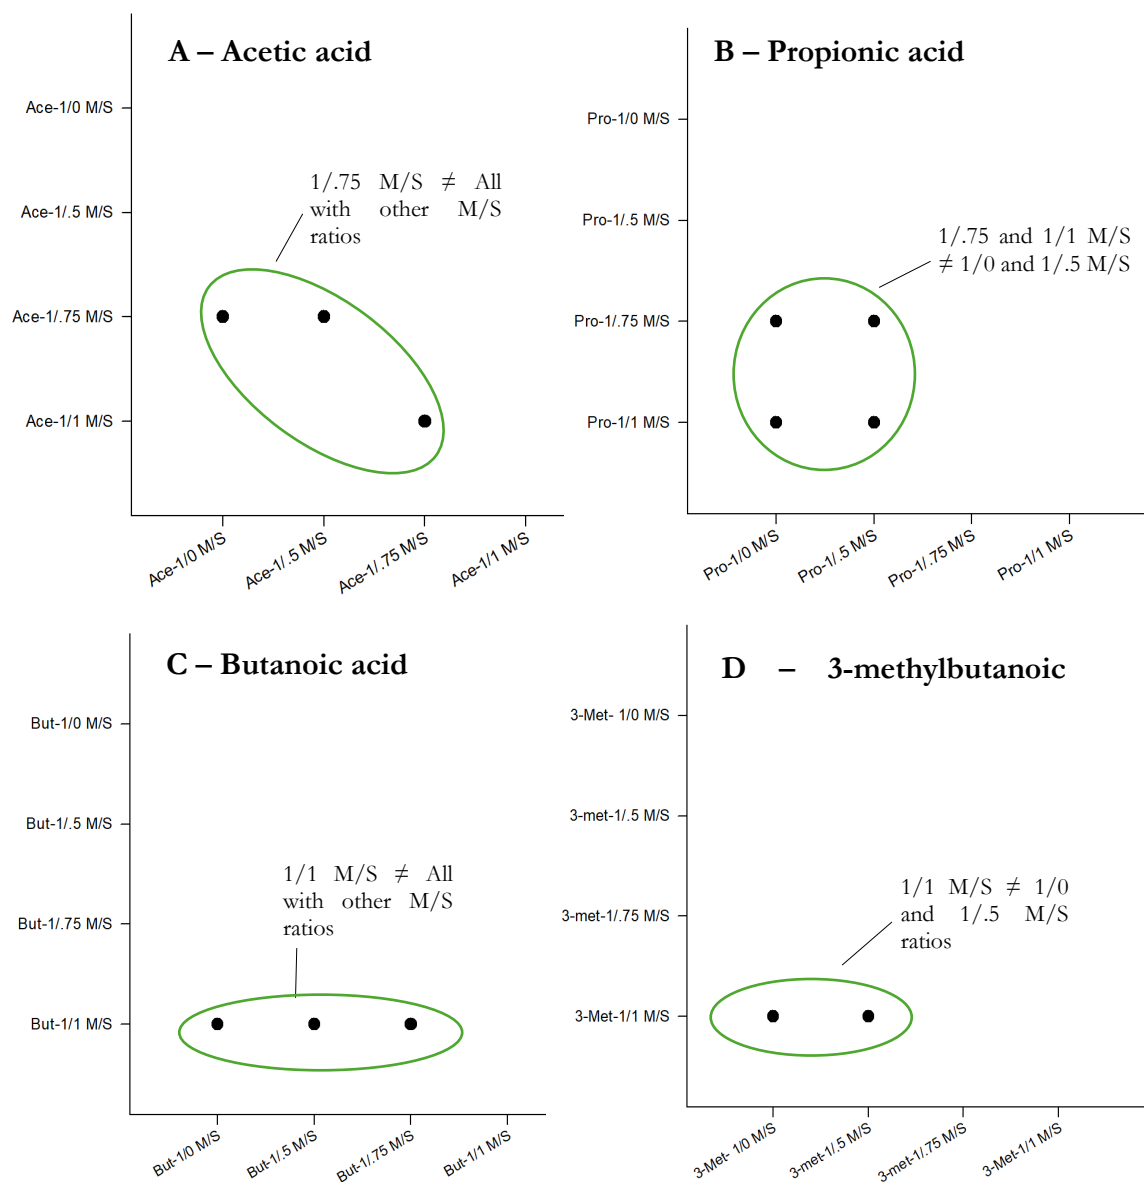 A – Acetic acid
Ace-1/0 M/S
Ace-1/.5 M/S
Ace-1/.75 M/S
Ace-1/1 M/S
1/.75 M/S ≠ All
with other M/S
ratios
Ace-1/0 M/S
Ace-1/.5 M/S
Ace-1/.75 M/S
Ace-1/1 M/S
B – Propionic acid
Pro-1/0 M/S
Pro-1/.5 M/S
Pro-1/.75 M/S
Pro-1/1 M/S
1/.75 and 1/1 M/S
≠ 1/0 and 1/.5 M/S
Pro-1/0 M/S
Pro-1/.5 M/S
Pro-1/.75 M/S
Pro-1/1 M/S
C – Butanoic acid
But-1/0 M/S
But-1/.5 M/S
But-1/.75 M/S
But-1/1 M/S
1/1 M/S ≠ All
with other M/S
ratios
But-1/0 M/S
But-1/.5 M/S
But-1/.75 M/S
But-1/1 M/S
D – 3-methylbutanoic
3-Met- 1/0 M/S
3-met-1/.5 M/S
3-met-1/.75 M/S
3-Met-1/1 M/S
1/1 M/S ≠ 1/0
and 1/.5 M/S
ratios
3-Met- 1/0 M/S
3-met-1/.5 M/S
3-met-1/.75 M/S
3-Met-1/1 M/S